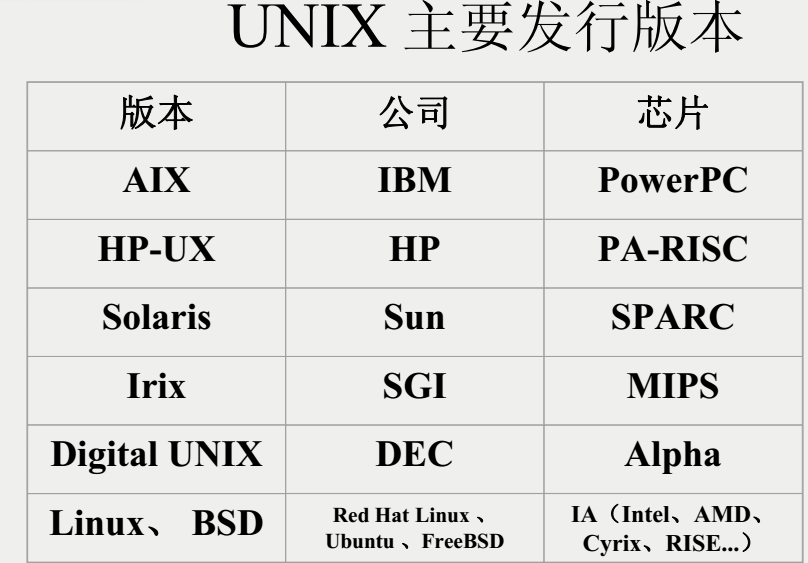 UNIX 主要发行版本
版本 公司 芯片
AIX IBM PowerPC
HP-UX HP PA-RISC
Solaris Sun SPARC
Irix SGI MIPS
Digital UNIX DEC Alpha
Linux、 BSD
Red Hat Linux 、
Ubuntu 、FreeBSD
IA（Intel、AMD、
Cyrix、RISE...）